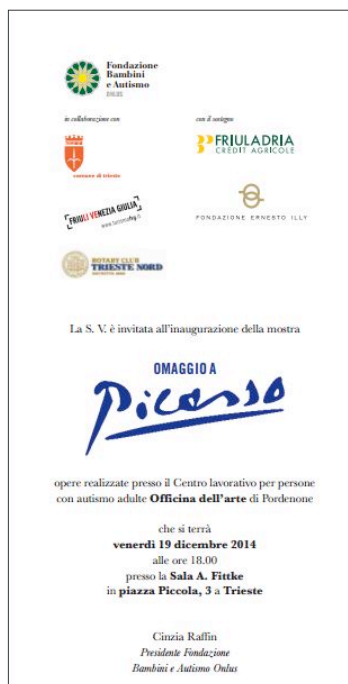 Fondazione
Bambini
e Autismo
ONLUS
in collaborazione con
con il sostegno
comune di trieste
FRIULADRIA
CRÉDIT AGRICOLE
FRIULI VENEZIA GIULIA
www.turismofvg.it
FONDAZIONE ERNESTO ILLY
ROTARY CLUB
TRIESTE NORD
La S. V. è invitata all'inaugurazione della mostra
OMAGGIO A
Picasso
opere realizzate presso il Centro lavorativo per persone
con autismo adulte Officina dell'arte di Pordenone
che si terrà
venerdì 19 dicembre 2014
alle ore 18.00
presso la Sala A. Fittke
in piazza Piccola, 3 a Trieste
Cinzia Raffin
Presidente Fondazione
Bambini e Autismo Onlus